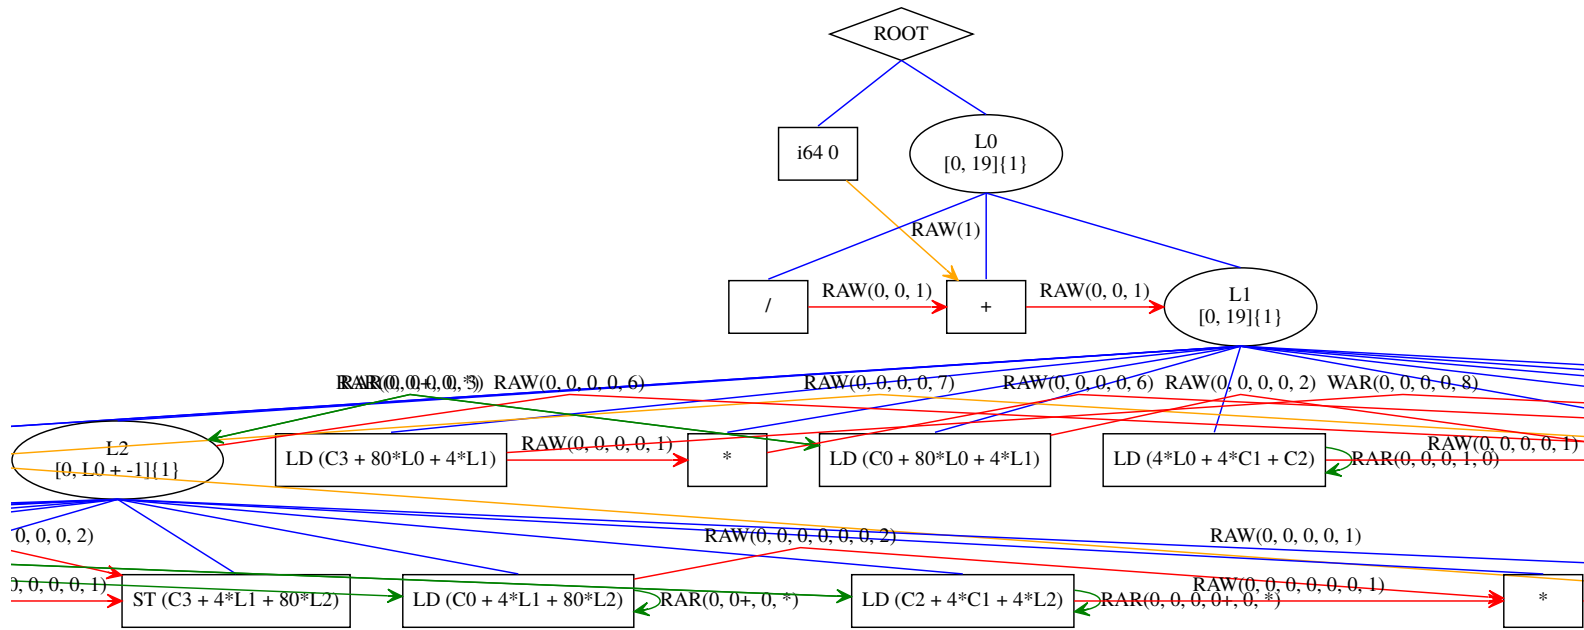 ROOT
i64 0
L0
[0, 19]{1}
RAW(1)
/
RAW(0, 0, 1)
+
RAW(0, 0, 1)
L1
[0, 19]{1}
RAW(0, 0, 0, 0, 6)
RAW(0, 0, 0, 0, 7)
RAW(0, 0, 0, 0, 6)
RAW(0, 0, 0, 0, 2)
WAR(0, 0, 0, 0, 8)
L2
[0, L0 + -1]{1}
LD (C3 + 80*L0 + 4*L1)
RAW(0, 0, 0, 0, 1)
*
LD (C0 + 80*L0 + 4*L1)
LD (4*L0 + 4*C1 + C2)
RAR(0, 0, 0, 1, 0)
RAW(0, 0, 0, 0, 1)
0, 0, 0, 2)
RAW(0, 0, 0, 0, 0, 0, 2)
RAW(0, 0, 0, 0, 1)
0, 0, 0, 0, 1)
ST (C3 + 4*L1 + 80*L2)
LD (C0 + 4*L1 + 80*L2)
RAR(0, 0+, 0, *)
LD (C2 + 4*C1 + 4*L2)
RAR(0, 0, 0, 0+, 0, *)
RAW(0, 0, 0, 0, 0, 0, 1)
*